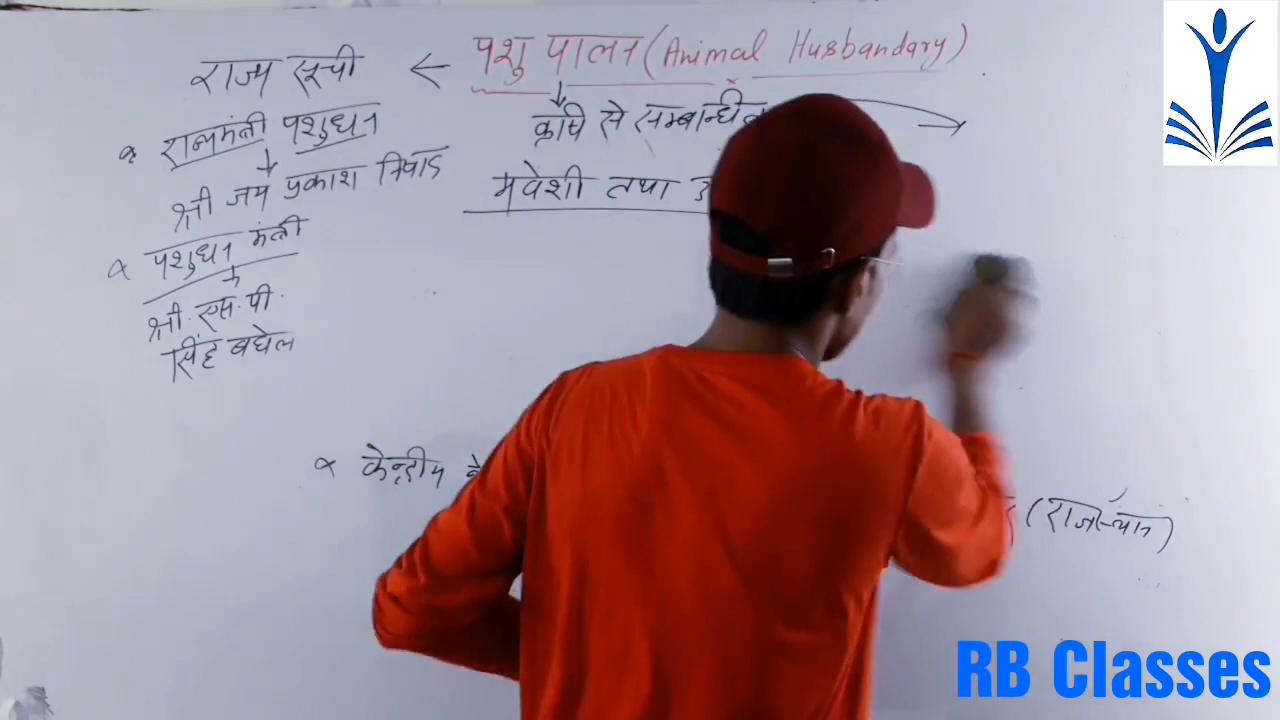 राज्य सूची ← पशु पालन (Animal Husbandary)
कृषि से सम्बन्धित
राज्यमंत्री पशुधन
श्री जय प्रकाश निषाद
मवेशी तथा
पशुधन मंत्री
श्री. एस. पी.
सिंह बघेल
केन्द्रीय
(राजस्थान)
RB Classes